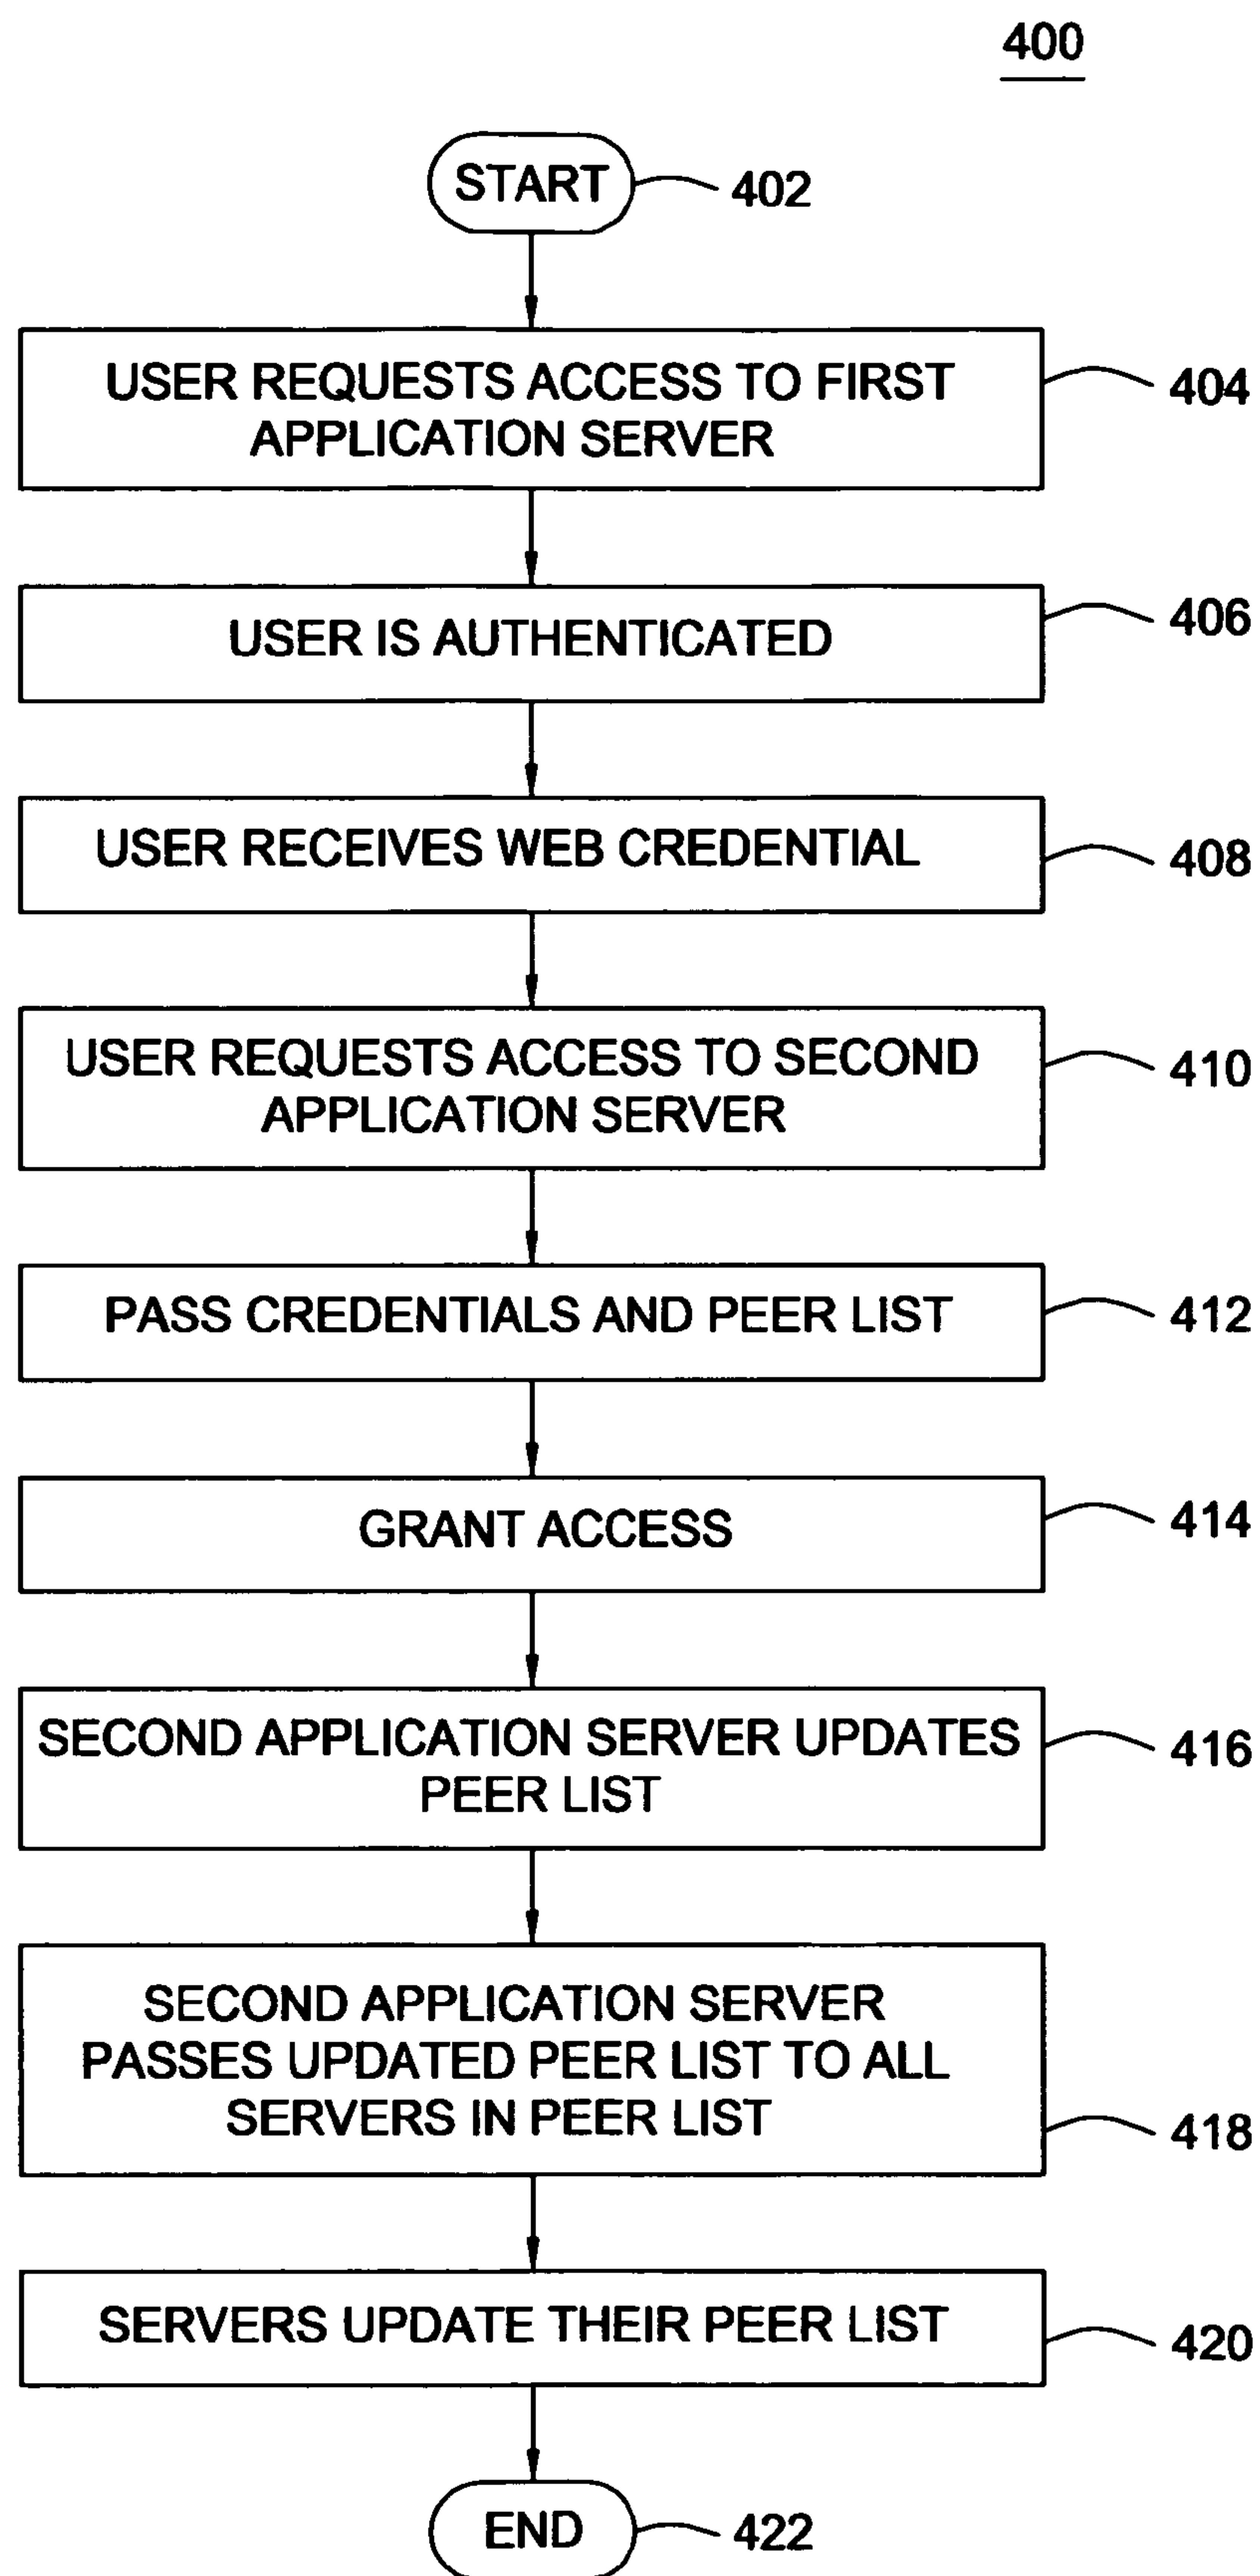 400
START
402
USER REQUESTS ACCESS TO FIRST
APPLICATION SERVER
404
USER IS AUTHENTICATED
406
USER RECEIVES WEB CREDENTIAL
408
USER REQUESTS ACCESS TO SECOND
APPLICATION SERVER
410
PASS CREDENTIALS AND PEER LIST
412
GRANT ACCESS
414
SECOND APPLICATION SERVER UPDATES
PEER LIST
416
SECOND APPLICATION SERVER
PASSES UPDATED PEER LIST TO ALL
SERVERS IN PEER LIST
418
SERVERS UPDATE THEIR PEER LIST
420
END
422